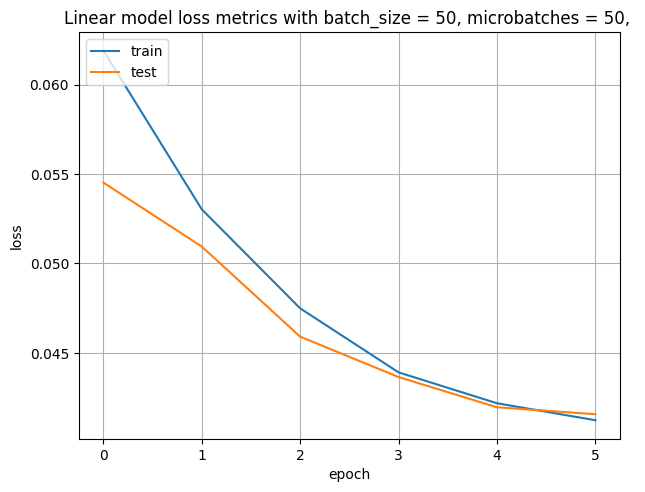 Linear model loss metrics with batch_size = 50, microbatches = 50,
train
test
0.060
0.055
0.050
0.045
loss
0 1 2 3 4 5
epoch